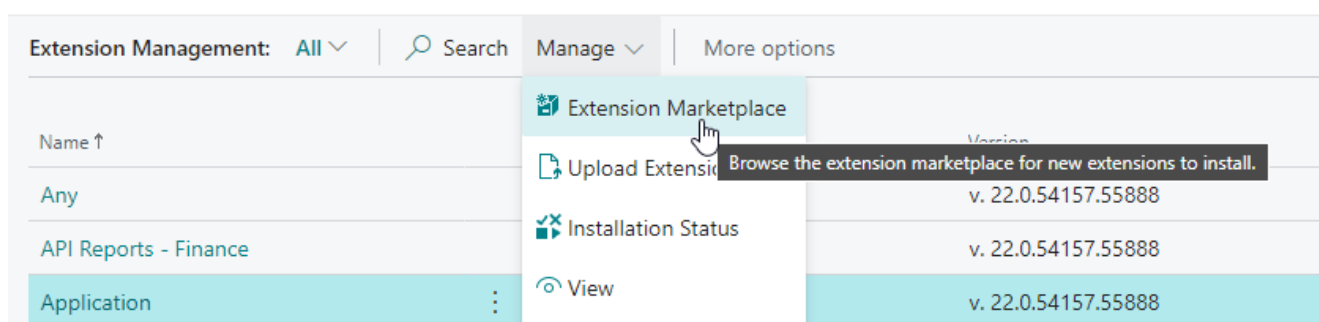 Extension Management: All Search Manage More options
Extension Marketplace
Name ↑ Version
Upload Extensio Browse the extension marketplace for new extensions to install.
Any v. 22.0.54157.55888
Installation Status
API Reports - Finance v. 22.0.54157.55888
View
Application v. 22.0.54157.55888